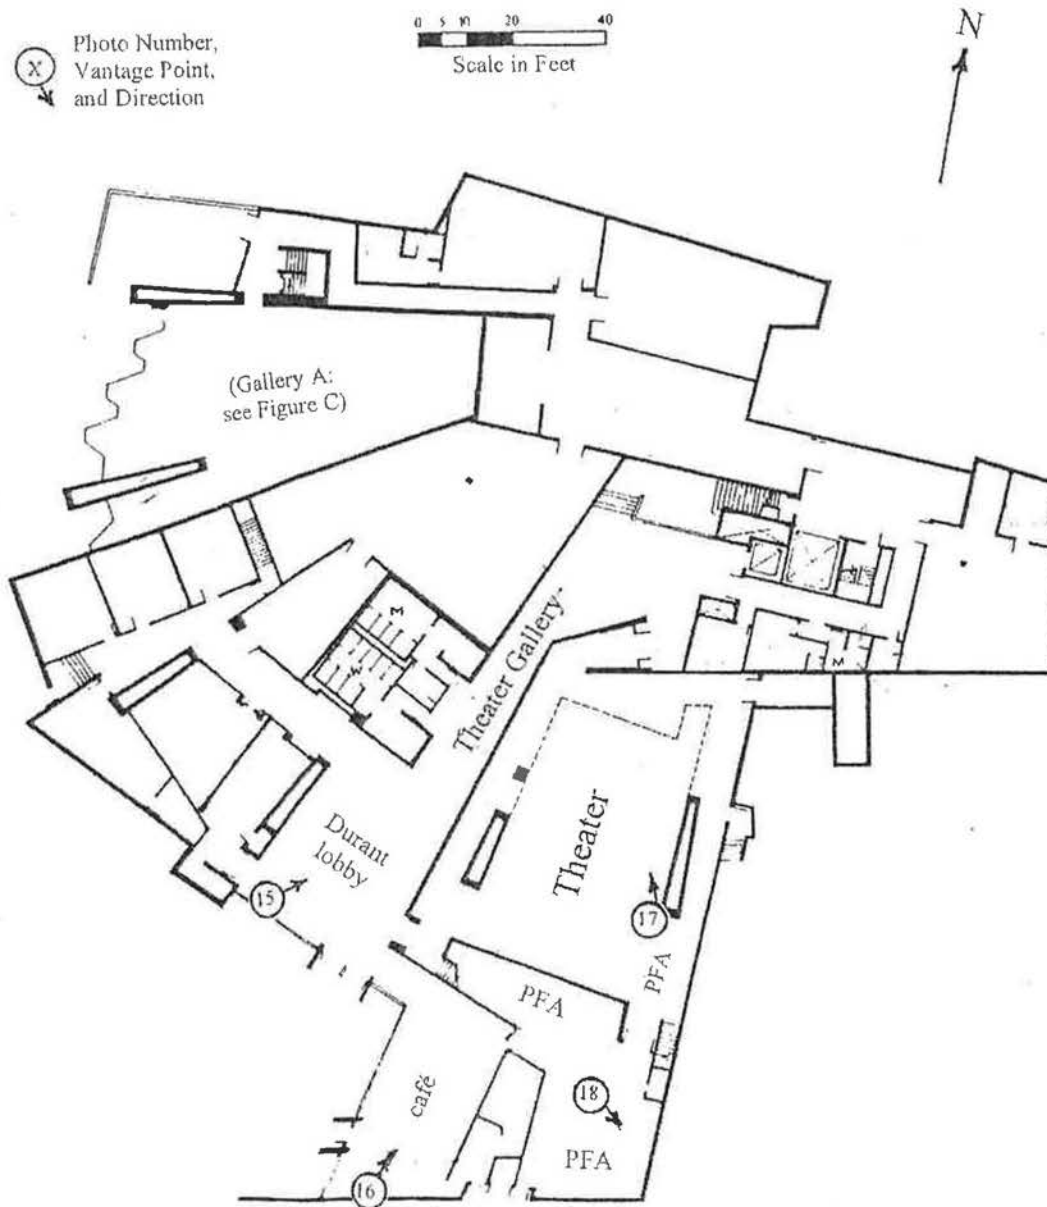 Photo Number,
X
Vantage Point,
and Direction
0 5 10 20 40
Scale in Feet
N
(Gallery A:
see Figure C)
M
Theater Gallery
M
Theater
Durant
lobby
15
17
PFA
PFA
café
18
PFA
16